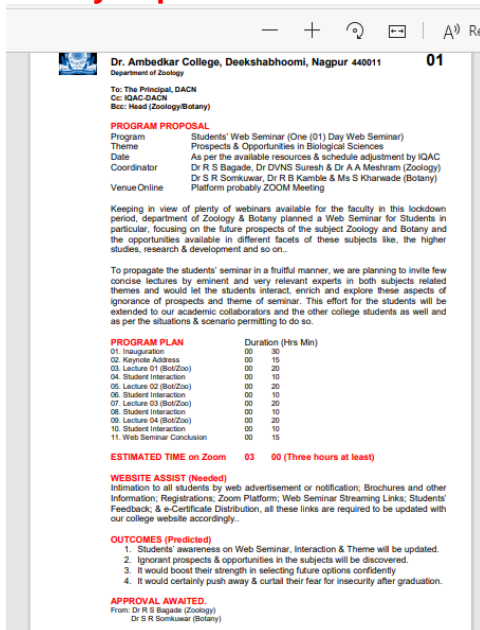 Dr. Ambedkar College, Deekshabhoomi, Nagpur 440011 01
Department of Zoology
To: The Principal, DACN
Cc: IQAC-DACN
Bcc: Head (Zoology/Botany)
PROGRAM PROPOSAL
Program Students' Web Seminar (One (01) Day Web Seminar)
Theme Prospects & Opportunities in Biological Sciences
Date As per the available resources & schedule adjustment by IQAC
Coordinator Dr R S Bagade, Dr DVNS Suresh & Dr A A Meshram (Zoology)
Dr S R Somkuwar, Dr R B Kamble & Ms S Kharwade (Botany)
Venue Online Platform probably ZOOM Meeting
Keeping in view of plenty of webinars available for the faculty in this lockdown
period, department of Zoology & Botany planned a Web Seminar for Students in
particular, focusing on the future prospects of the subject Zoology and Botany and
the opportunities available in different facets of these subjects like, the higher
studies, research & development and so on..
To propagate the students' seminar in a fruitful manner, we are planning to invite few
concise lectures by eminent and very relevant experts in both subjects related
themes and would let the students interact, enrich and explore these aspects of
ignorance of prospects and theme of seminar. This effort for the students will be
extended to our academic collaborators and the other college students as well and
as per the situations & scenario permitting to do so.
PROGRAM PLAN Duration (Hrs Min)
01. Inauguration 00 30
02. Keynote Address 00 15
03. Lecture 01 (Bot/Zoo) 00 20
04. Student Interaction 00 10
05. Lecture 02 (Bot/Zoo) 00 20
06. Student Interaction 00 10
07. Lecture 03 (Bot/Zoo) 00 20
08. Student Interaction 00 10
09. Lecture 04 (Bot/Zoo) 00 20
10. Student Interaction 00 10
11. Web Seminar Conclusion 00 15
ESTIMATED TIME on Zoom 03 00 (Three hours at least)
WEBSITE ASSIST (Needed)
Intimation to all students by web advertisement or notification; Brochures and other
Information; Registrations; Zoom Platform; Web Seminar Streaming Links; Students'
Feedback; & e-Certificate Distribution, all these links are required to be updated with
our college website accordingly..
OUTCOMES (Predicted)
1. Students' awareness on Web Seminar, Interaction & Theme will be updated.
2. Ignorant prospects & opportunities in the subjects will be discovered.
3. It would boost their strength in selecting future options confidently
4. It would certainly push away & curtail their fear for insecurity after graduation.
APPROVAL AWAITED.
From: Dr R S Bagade (Zoology)
Dr S R Somkuwar (Botany)